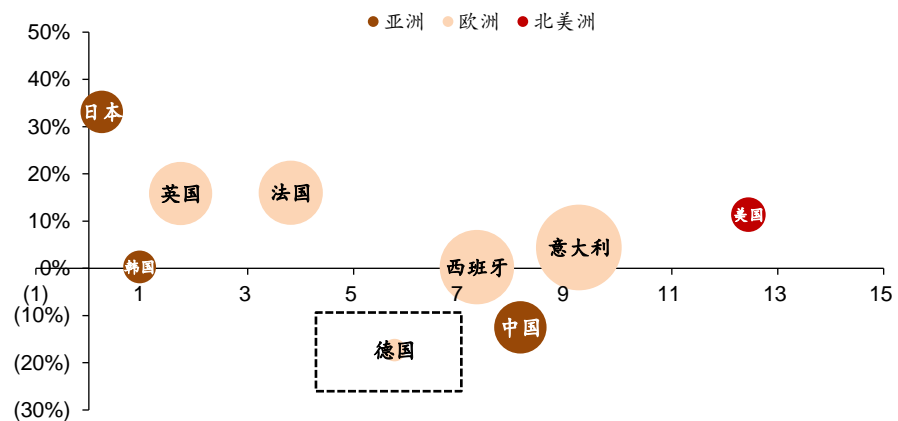 亚洲 欧洲 北美洲
50%
40%
日本
30%
20%
英国 法国
10%
美国
意大利
0%
韩国 西班牙
(1) 1 3 5 7 9 11 13 15
(10%)
中国
德国
(20%)
(30%)